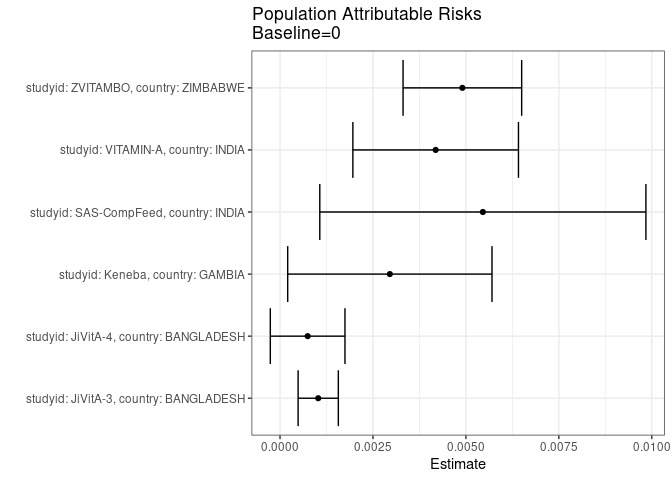 Population Attributable Risks
Baseline=0
studyid: ZVITAMBO, country: ZIMBABWE
studyid: VITAMIN-A, country: INDIA
studyid: SAS-CompFeed, country: INDIA
studyid: Keneba, country: GAMBIA
studyid: JiVitA-4, country: BANGLADESH
studyid: JiVitA-3, country: BANGLADESH
0.0000 0.0025 0.0050 0.0075 0.0100
Estimate